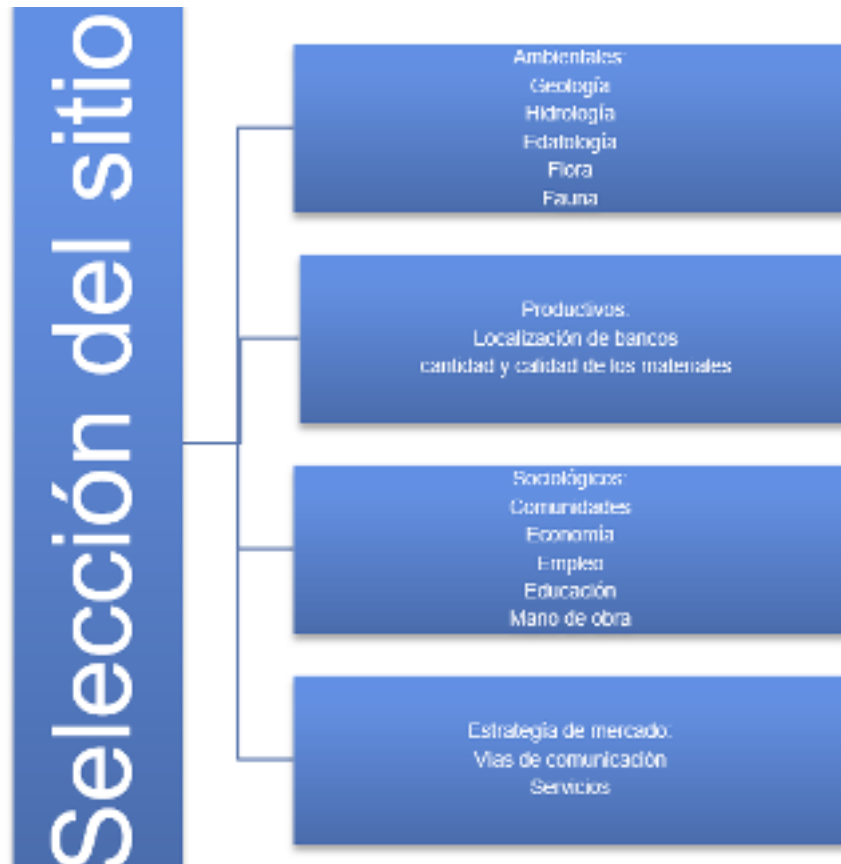 Selección del sitio
Ambientales:
Geología
Hidrología
Edafología
Flora
Fauna
Productivos:
Localización de bancos
cantidad y calidad de los materiales
Sociológicos:
Comunidades
Economía
Empleo
Educación
Mano de obra
Estrategia de mercado:
Vías de comunicación
Servicios